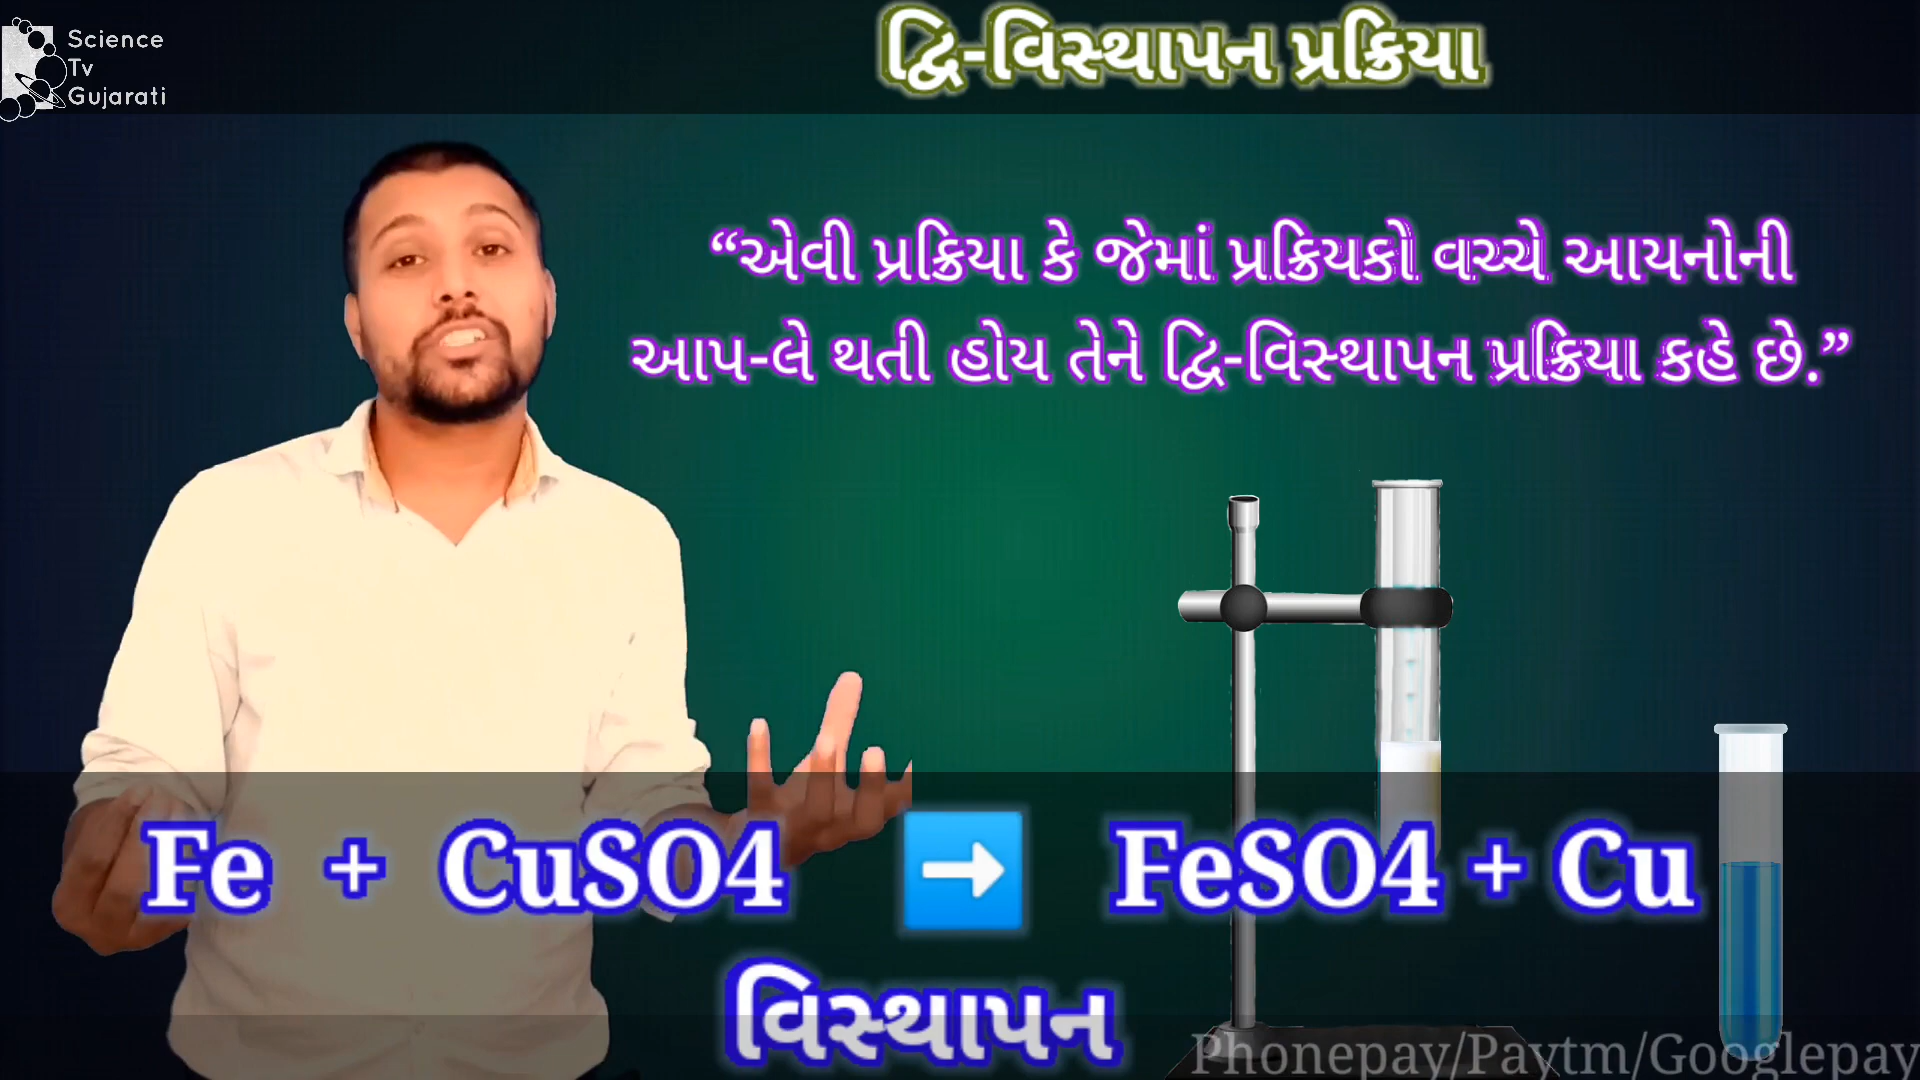 Science
Tv
Gujarati
દ્વિ-વિસ્થાપન પ્રક્રિયા
“એવી પ્રક્રિયા કે જેમાં પ્રક્રિયકો વચ્ચે આયનોની
આપ-લે થતી હોય તેને દ્વિ-વિસ્થાપન પ્રક્રિયા કહે છે.”
Fe + CuSO4 ➡ FeSO4 + Cu
વિસ્થાપન
Phonepay/Paytm/Googlepay